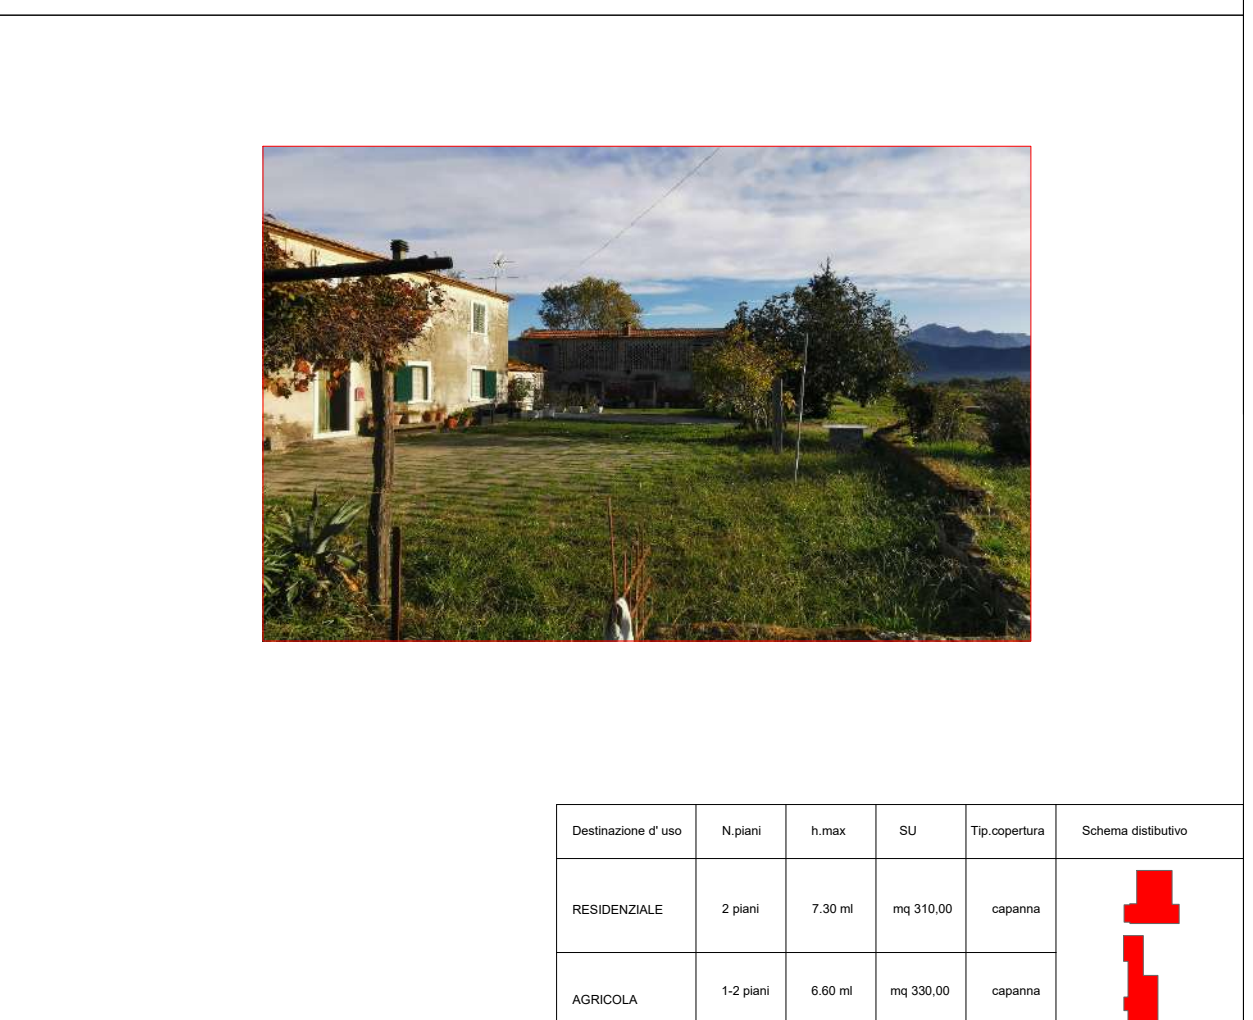 Destinazione d' uso N.piani h.max SU Tip.copertura Schema distibutivo
RESIDENZIALE 2 piani 7.30 ml mq 310,00 capanna
AGRICOLA 1-2 piani 6.60 ml mq 330,00 capanna